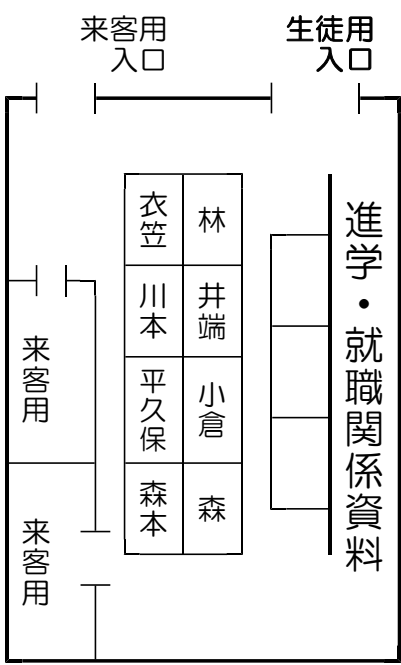 来客用
入口
生徒用
入口
衣笠
林
川本
井端
平久保
小倉
森本
森
進学・就職関係資料
来客用
来客用